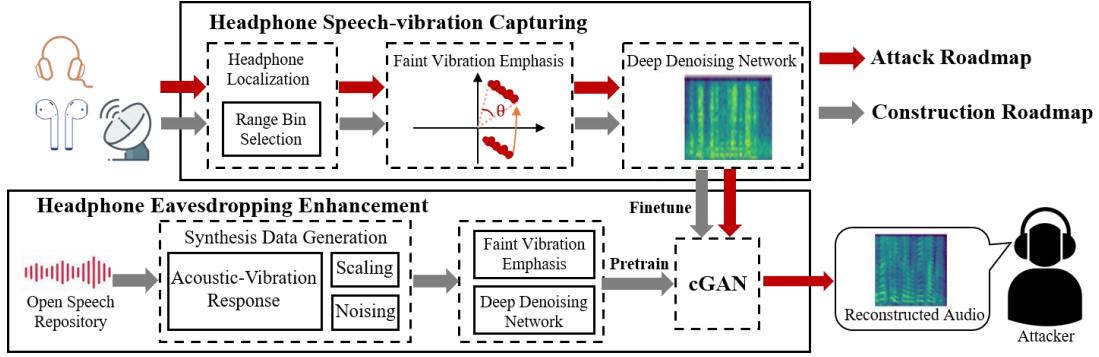 Headphone Speech-vibration Capturing
Headphone
Localization
Range Bin
Selection
Faint Vibration Emphasis
θ
Deep Denoising Network
Attack Roadmap
Construction Roadmap
Headphone Eavesdropping Enhancement
Finetune
Open Speech
Repository
Synthesis Data Generation
Acoustic-Vibration
Response
Scaling
Noising
Faint Vibration
Emphasis
Deep Denoising
Network
Pretrain
cGAN
Reconstructed Audio
Attacker